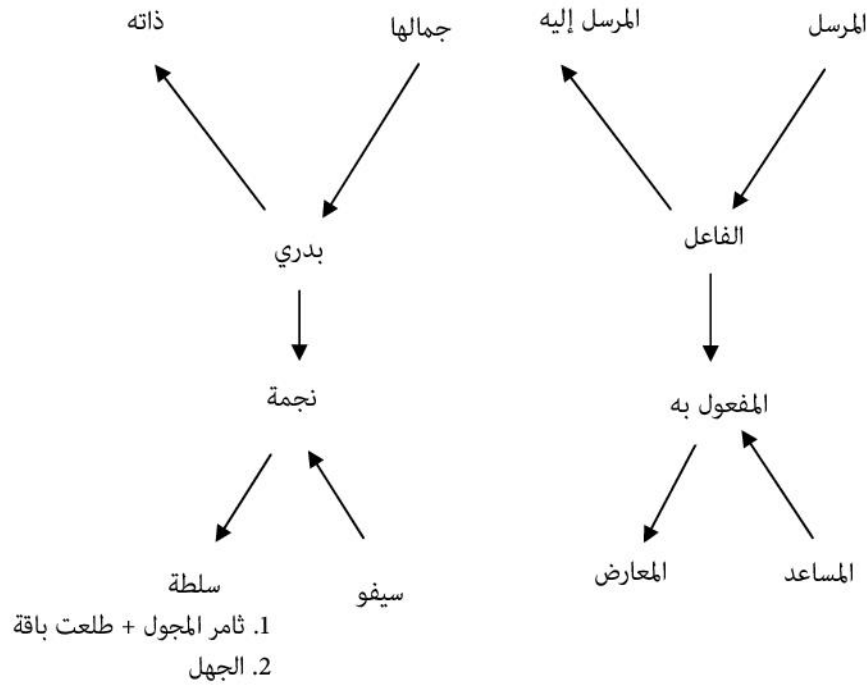 المرسل
المرسل إليه
جمالها
ذاته
الفاعل
بدري
المفعول به
نجمة
المساعد
المعارض
سيفو
سلطة
1. ثامر المجول + طلعت باقة
2. الجهل